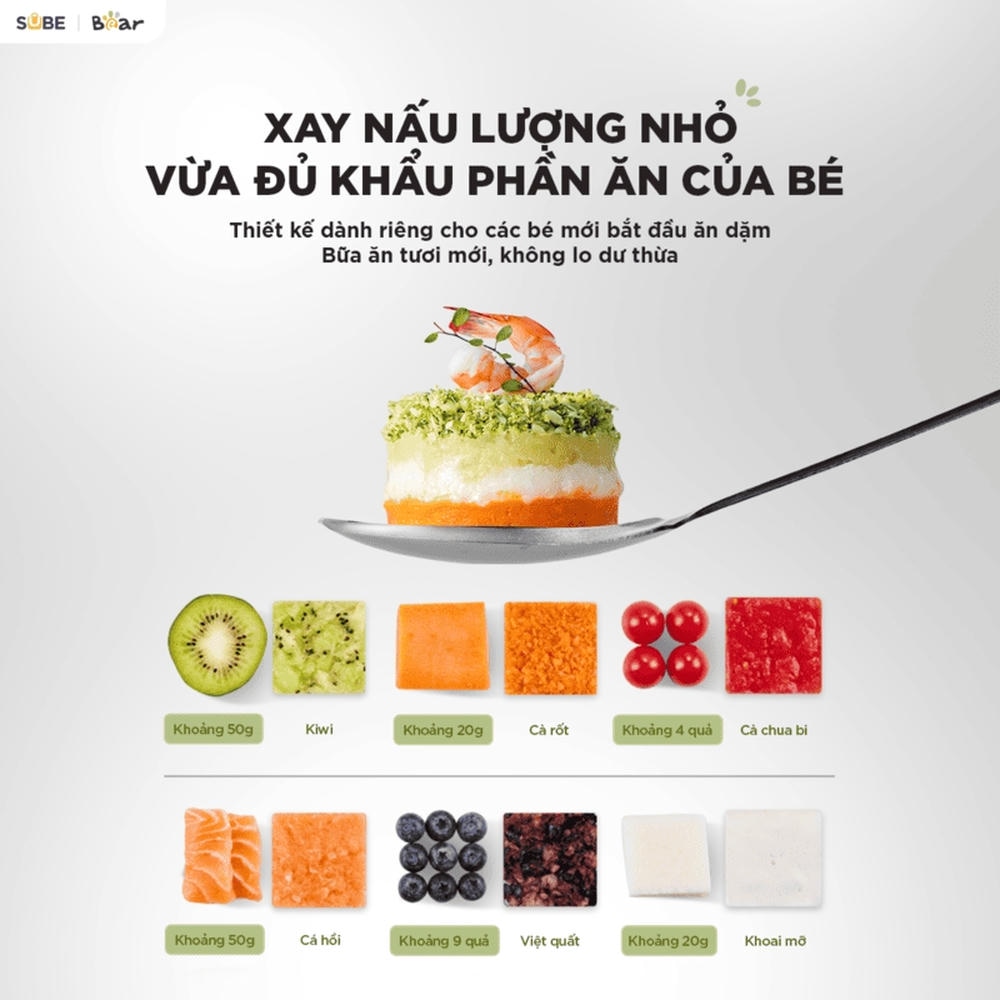 SUBE | Bear
XAY NẤU LƯỢNG NHỎ
VỪA ĐỦ KHẨU PHẦN ĂN CỦA BÉ
Thiết kế dành riêng cho các bé mới bắt đầu ăn dặm
Bữa ăn tươi mới, không lo dư thừa
Khoảng 50g Kiwi Khoảng 20g Cà rốt Khoảng 4 quả Cà chua bi
Khoảng 50g Cá hồi Khoảng 9 quả Việt quất Khoảng 20g Khoai mỡ